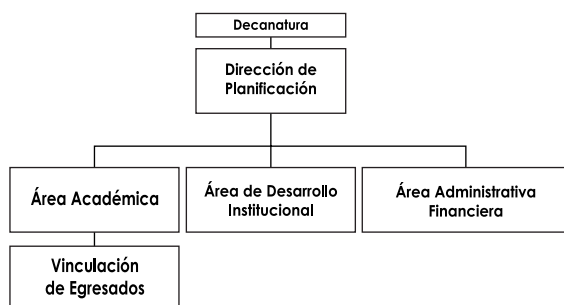 Decanatura
Dirección de
Planificación
Área Académica
Área de Desarrollo
Institucional
Área Administrativa
Financiera
Vinculación
de Egresados